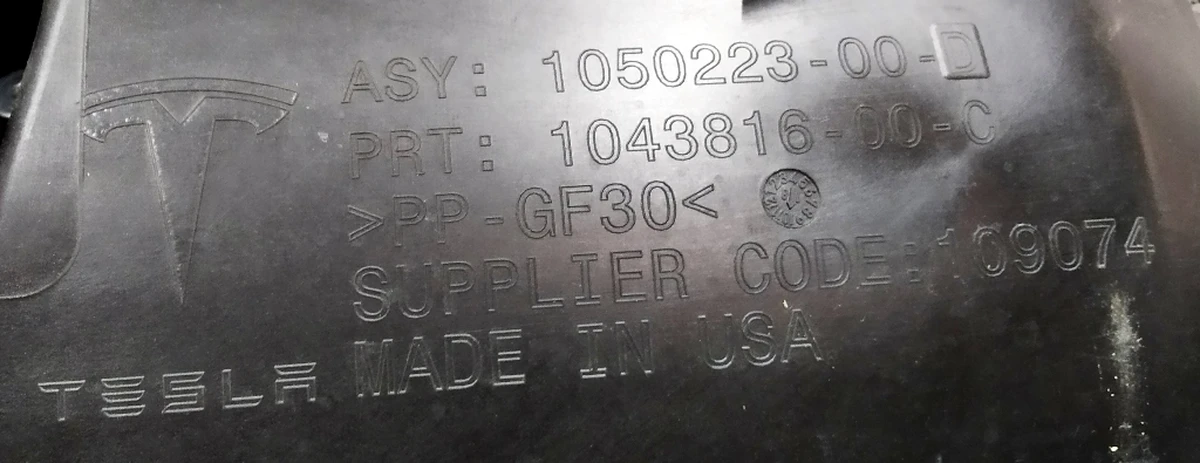 ASY: 1050223-00-D
PRT: 1043816-00-C
>PP-GF30<
SUPPLIER CODE: 109074
MADE IN USA
TESLA